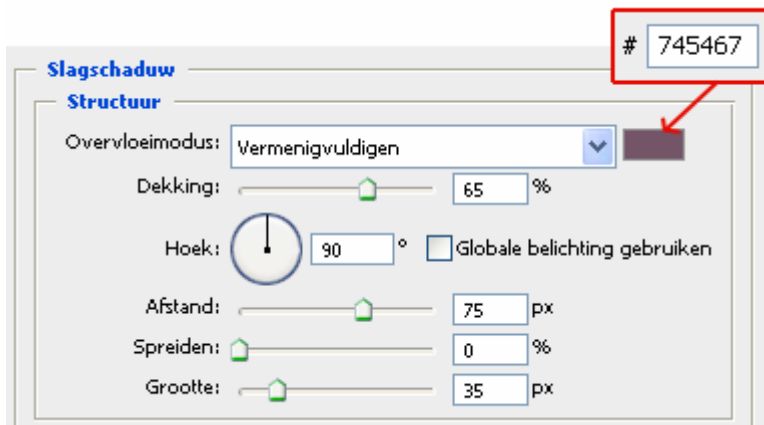 # 745467
Slagschaduw
Structuur
Overvloeimodus: Vermenigvuldigen
Dekking: 65 %
Hoek: 90 ° Globale belichting gebruiken
Afstand: 75 px
Spreiden: 0 %
Grootte: 35 px